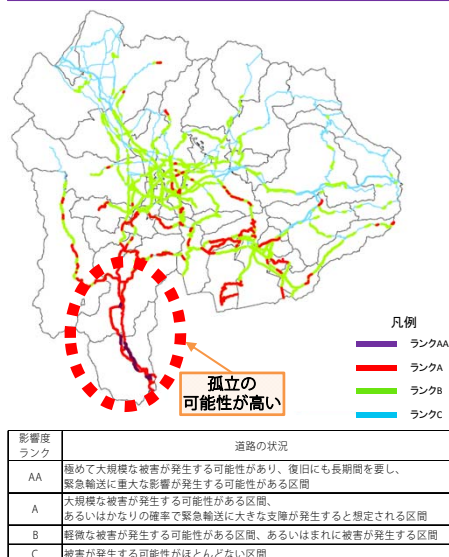 凡例
ランクAA
ランクA
ランクB
ランクC
孤立の
可能性が高い
影響度
ランク
道路の状況
AA
極めて大規模な被害が発生する可能性があり、復旧にも長期間を要し、
緊急輸送に重大な影響が発生する可能性がある区間
A
大規模な被害が発生する可能性がある区間、
あるいはかなりの確率で緊急輸送に大きな支障が発生すると想定される区間
B
軽微な被害が発生する可能性がある区間、あるいはまれに被害が発生する区間
C
被害が発生する可能性がほとんどない区間